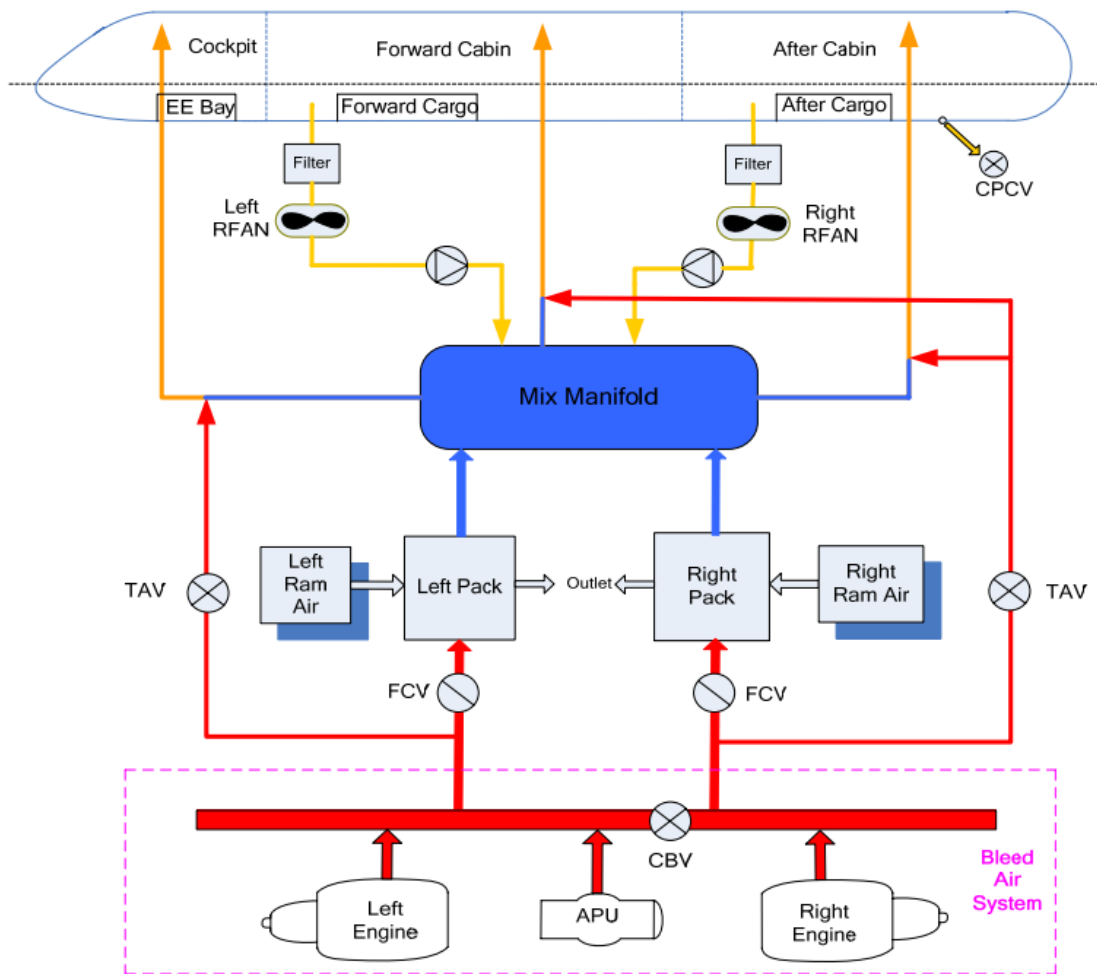 Cockpit
Forward Cabin
After Cabin
EE Bay
Forward Cargo
After Cargo
Filter
Filter
CPCV
Left
RFAN
Right
RFAN
Mix Manifold
TAV
Left
Ram
Air
Left Pack
Outlet
Right
Pack
Right
Ram Air
TAV
FCV
FCV
CBV
Bleed
Air
System
Left
Engine
APU
Right
Engine